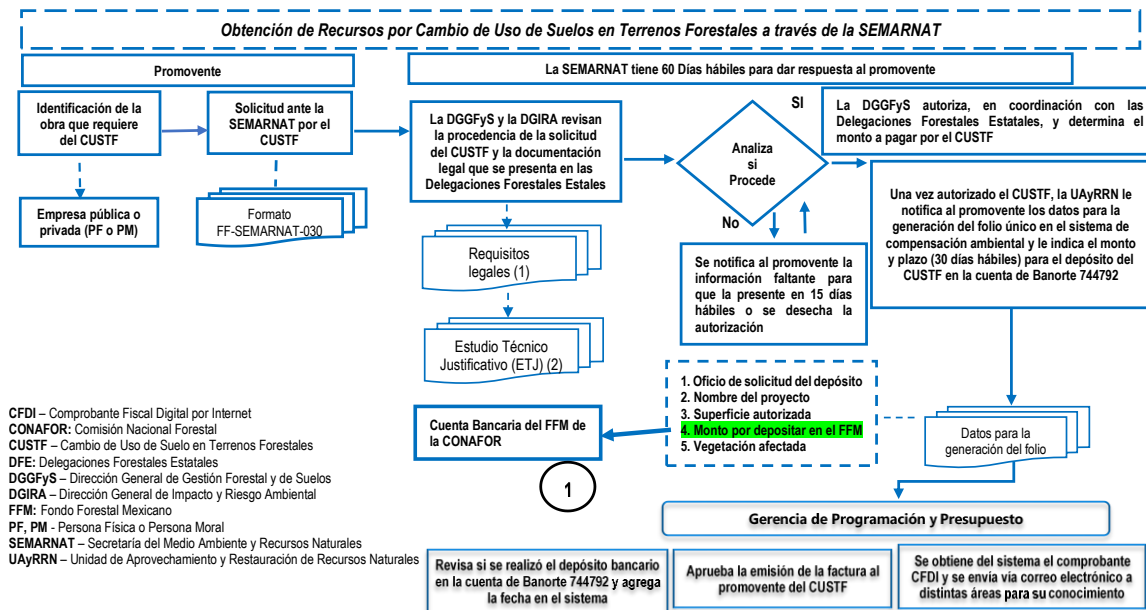 Obtención de Recursos por Cambio de Uso de Suelos en Terrenos Forestales a través de la SEMARNAT
Promovente
La SEMARNAT tiene 60 Días hábiles para dar respuesta al promovente
Identificación de la
obra que requiere
del CUSTF
Solicitud ante la
SEMARNAT por el
CUSTF
Empresa pública o
privada (PF o PM)
Formato
FF-SEMARNAT-030
La DGGFyS y la DGIRA revisan
la procedencia de la solicitud
del CUSTF y la documentación
legal que se presenta en las
Delegaciones Forestales Estales
Requisitos
legales (1)
Estudio Técnico
Justificativo (ETJ) (2)
Analiza
si
Procede
SI
No
La DGGFyS autoriza, en coordinación con las
Delegaciones Forestales Estatales, y determina el
monto a pagar por el CUSTF
Se notifica al promovente la
información faltante para
que la presente en 15 días
hábiles o se desecha la
autorización
Una vez autorizado el CUSTF, la UAyRRN le
notifica al promovente los datos para la
generación del folio único en el sistema de
compensación ambiental y le indica el monto
y plazo (30 días hábiles) para el depósito del
CUSTF en la cuenta de Banorte 744792
1. Oficio de solicitud del depósito
2. Nombre del proyecto
3. Superficie autorizada
4. Monto por depositar en el FFM
5. Vegetación afectada
Datos para la
generación del folio
Cuenta Bancaria del FFM de
la CONAFOR
1
CFDI – Comprobante Fiscal Digital por Internet
CONAFOR: Comisión Nacional Forestal
CUSTF – Cambio de Uso de Suelo en Terrenos Forestales
DFE: Delegaciones Forestales Estatales
DGGFyS – Dirección General de Gestión Forestal y de Suelos
DGIRA – Dirección General de Impacto y Riesgo Ambiental
FFM: Fondo Forestal Mexicano
PF, PM - Persona Física o Persona Moral
SEMARNAT – Secretaría del Medio Ambiente y Recursos Naturales
UAyRRN – Unidad de Aprovechamiento y Restauración de Recursos Naturales
Gerencia de Programación y Presupuesto
Revisa si se realizó el depósito bancario
en la cuenta de Banorte 744792 y agrega
la fecha en el sistema
Aprueba la emisión de la factura al
promovente del CUSTF
Se obtiene del sistema el comprobante
CFDI y se envía vía correo electrónico a
distintas áreas para su conocimiento